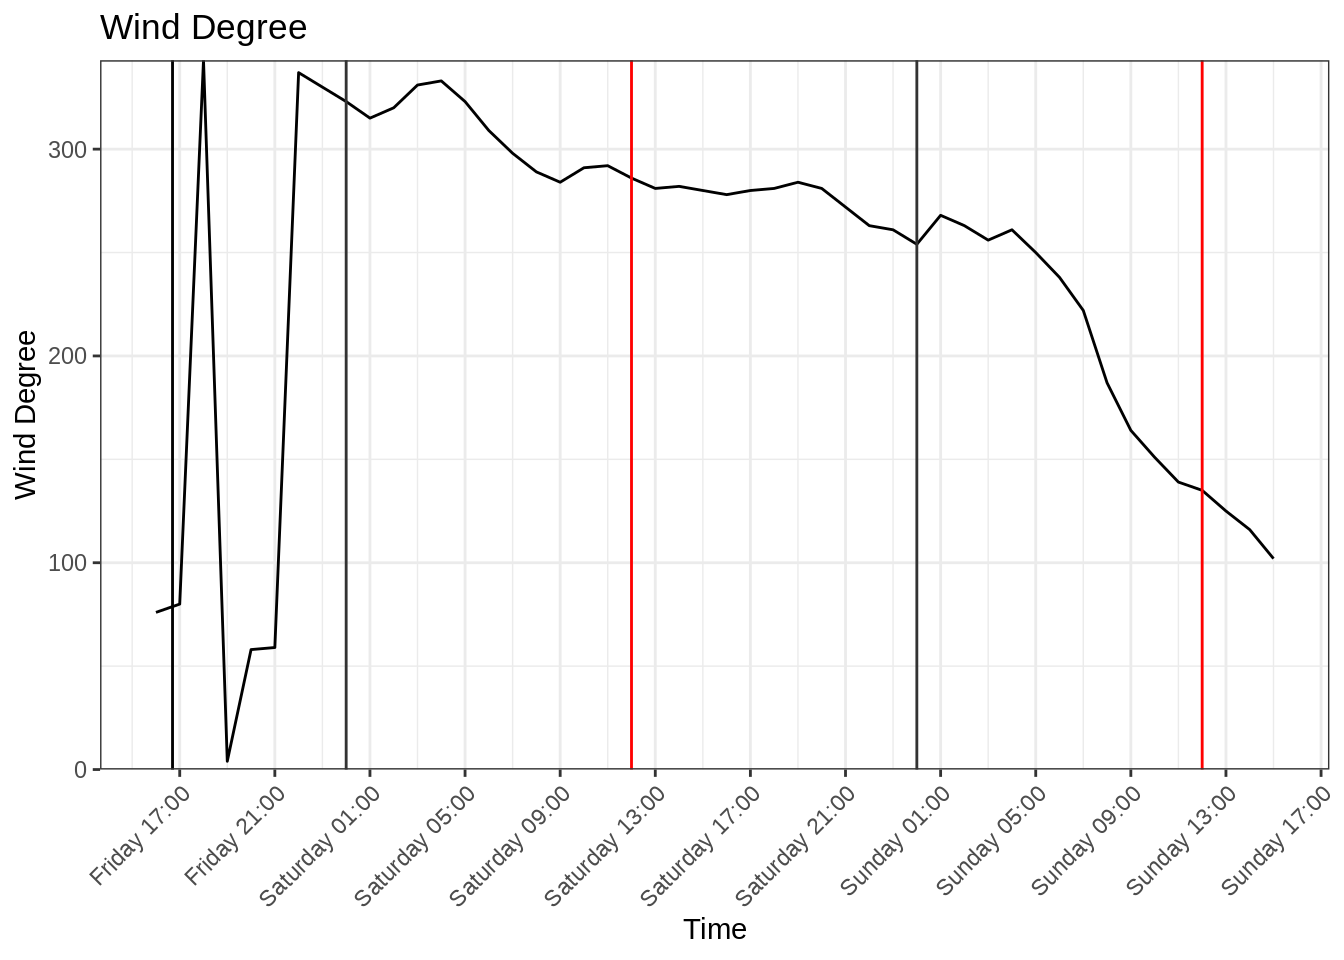 Wind Degree
Wind Degree
300
200
100
0
Friday 17:00
Friday 21:00
Saturday 01:00
Saturday 05:00
Saturday 09:00
Saturday 13:00
Saturday 17:00
Saturday 21:00
Sunday 01:00
Sunday 05:00
Sunday 09:00
Sunday 13:00
Sunday 17:00
Time